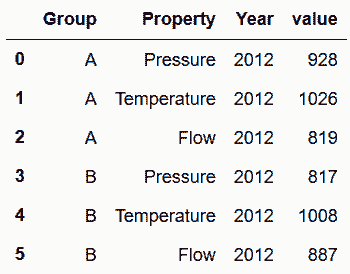 Group Property Year value
0 A Pressure 2012 928
1 A Temperature 2012 1026
2 A Flow 2012 819
3 B Pressure 2012 817
4 B Temperature 2012 1008
5 B Flow 2012 887